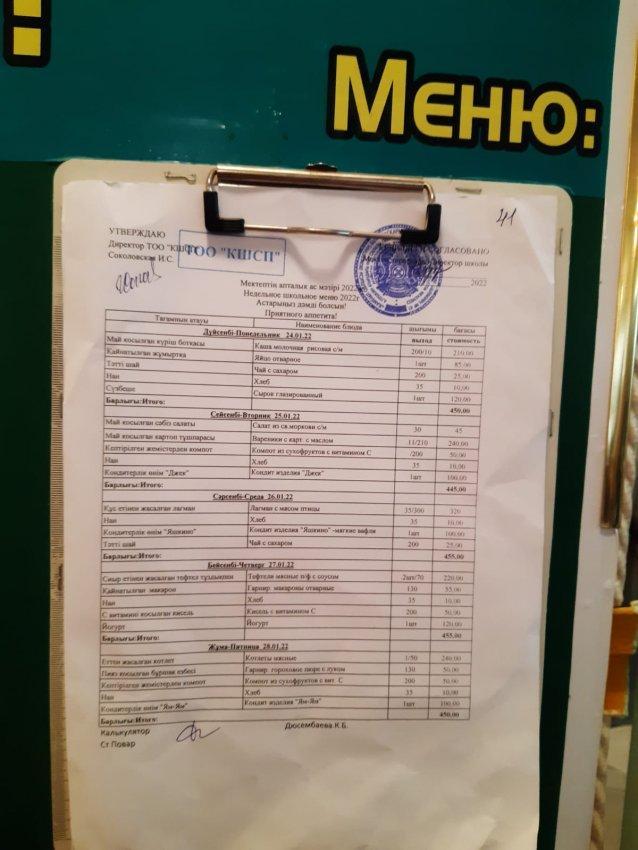 :
Меню:
41
УТВЕРЖДАЮ
СОГЛАСОВАНО
Директор ТОО "КШСП"
ТОО "КШСП"
директор школы
Соколовская И.С.
2022
Мектептің апталық ас мәзірі 2022
Недельное школьное меню 2022г
Астарыңыз дәмді болсын!
Приятного аппетита!
Тағамның атауы Наименование блюда шығымы бағасы
Дүйсенбі-Понедельник 24.01.22 выход стоимость
Май қосылған күріш ботқасы Каша молочная рисовая с/м 200/10 210,00
Қайнатылған жұмыртқа Яйцо отварное 1шт 85,00
Тәтті шай Чай с сахаром 200 25,00
Нан Хлеб 35 10,00
Сүзбеше Сырок глазированный 1шт 120,00
Барлығы:Итого: 450,00
Сейсенбі-Вторник 25.01.22
Май қосылған сәбіз салаты Салат из св.моркови с/м 30 45
Май қосылған картоп тұшпарасы Вареники с карт. с маслом 11/210 240,00
Кептірілген жемістерден компот Компот из сухофруктов с витамином С /200 50,00
Нан Хлеб 35 10,00
Кондитерлік өнім "Джек" Кондит изделия "Джек" 1шт 100,00
Барлығы:Итого: 445,00
Сәрсенбі-Среда 26.01.22
Құс етінен жасалған лагман Лагман с мясом птицы 35/300 320
Нан Хлеб 35 10,00
Кондитерлік өнім "Яшкино" Кондит изделия "Яшкино" -мягкие вафли 1шт 100,00
Тәтті шай Чай с сахаром 200 25,00
Барлығы:Итого: 455,00
Бейсенбі-Четверг 27.01.22
Сиыр етінен жасалған тефтел тұздықпен Тефтели мясные п/ф с соусом 2шт/70 220,00
Қайнатылған макарон Гарнир: макароны отварные 130 55,00
Нан Хлеб 35 10,00
С витамині қосылған кисель Кисель с витамином С 200 50,00
Йогурт Йогурт 1шт 120,00
Барлығы:Итого: 455,00
Жұма-Пятница 28.01.22
Еттен жасалған котлет Котлеты мясные 1/50 240,00
Пияз қосылған бұршақ езбесі Гарнир: гороховое пюре с луком 130 50,00
Кептірілген жемістерден компот Компот из сухофруктов с вит С 200 50,00
Нан Хлеб 35 10,00
Кондитерлік өнім "Ям-Ям" Кондит изделия "Ям-Ям" 1шт 100,00
Барлығы:Итого: 450,00
Калькулятор Дюсембаева К.Б.
Ст Повар